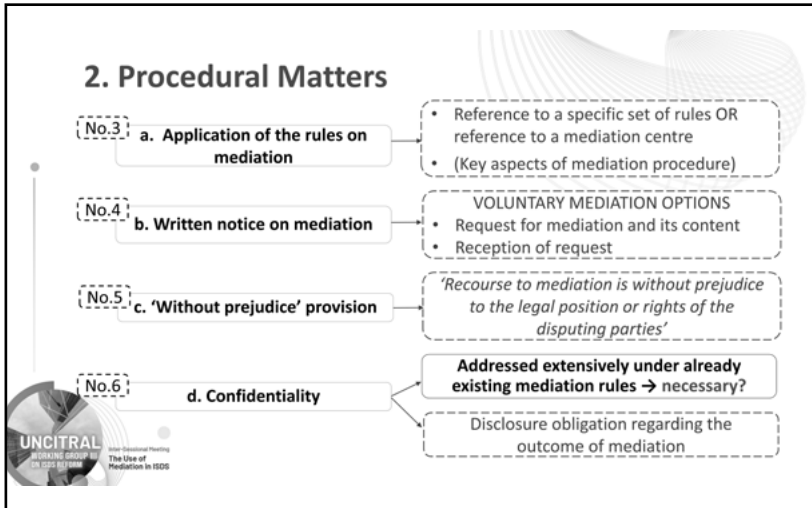 2. Procedural Matters
No.3
a. Application of the rules on
mediation
• Reference to a specific set of rules OR
reference to a mediation centre
• (Key aspects of mediation procedure)
No.4
b. Written notice on mediation
VOLUNTARY MEDIATION OPTIONS
• Request for mediation and its content
• Reception of request
No.5
c. ‘Without prejudice’ provision
‘Recourse to mediation is without prejudice
to the legal position or rights of the
disputing parties’
No.6
d. Confidentiality
Addressed extensively under already
existing mediation rules → necessary?
Disclosure obligation regarding the
outcome of mediation
UNCITRAL
WORKING GROUP III
ON ISDS REFORM
Inter-Sessional Meeting
The Use of
Mediation in ISDS